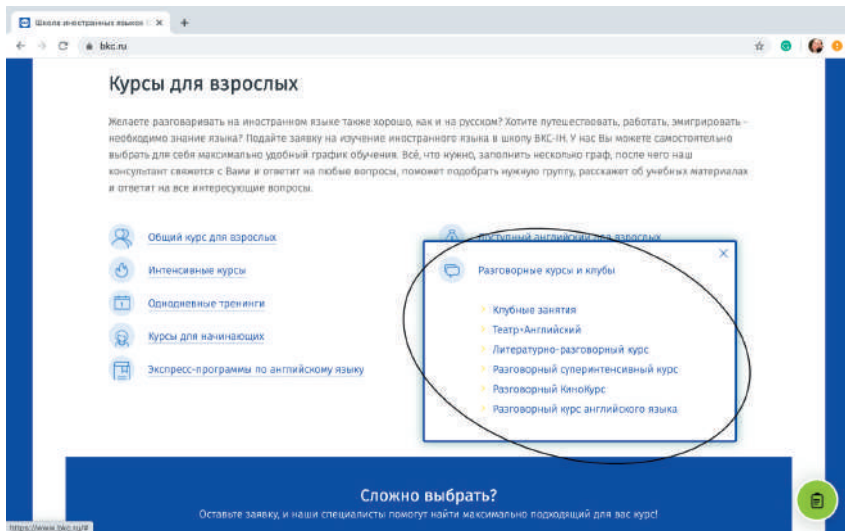 Школа иностранных языков
bkc.ru
Курсы для взрослых
Желаете разговаривать на иностранном языке также хорошо, как и на русском? Хотите путешествовать, работать, эмигрировать -
необходимо знание языка? Подайте заявку на изучение иностранного языка в школу ВКС-IH. У нас Вы можете самостоятельно
выбрать для себя максимально удобный график обучения. Всё, что нужно, заполнить несколько граф, после чего наш
консультант свяжется с Вами и ответит на любые вопросы, поможет подобрать нужную группу, расскажет об учебных материалах
и ответит на все интересующие вопросы.
Общий курс для взрослых
Интенсивные курсы
Однодневные тренинги
Курсы для начинающих
Экспресс-программы по английскому языку
Доступный английский для взрослых
Разговорные курсы и клубы
Клубные занятия
Театр+Английский
Литературно-разговорный курс
Разговорный суперинтенсивный курс
Разговорный КиноКурс
Разговорный курс английского языка
Сложно выбрать?
Оставьте заявку, и наши специалисты помогут найти максимально подходящий для вас курс!
https://www.bkc.ru/#